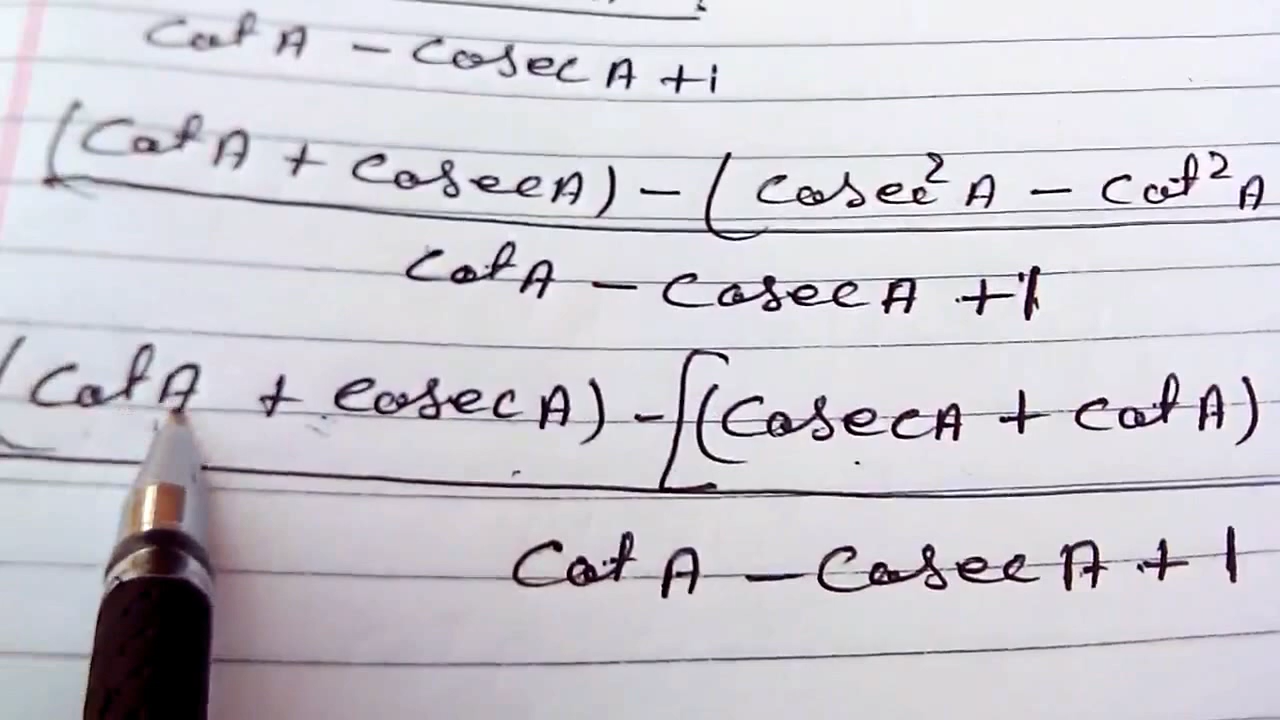 Cot A - Cosec A + 1
(Cot A + Cosec A) - (Cosec² A - Cot² A
Cot A - Cosec A + 1
(Cot A + Cosec A) - [(Cosec A + Cot A)
Cot A - Cosec A + 1